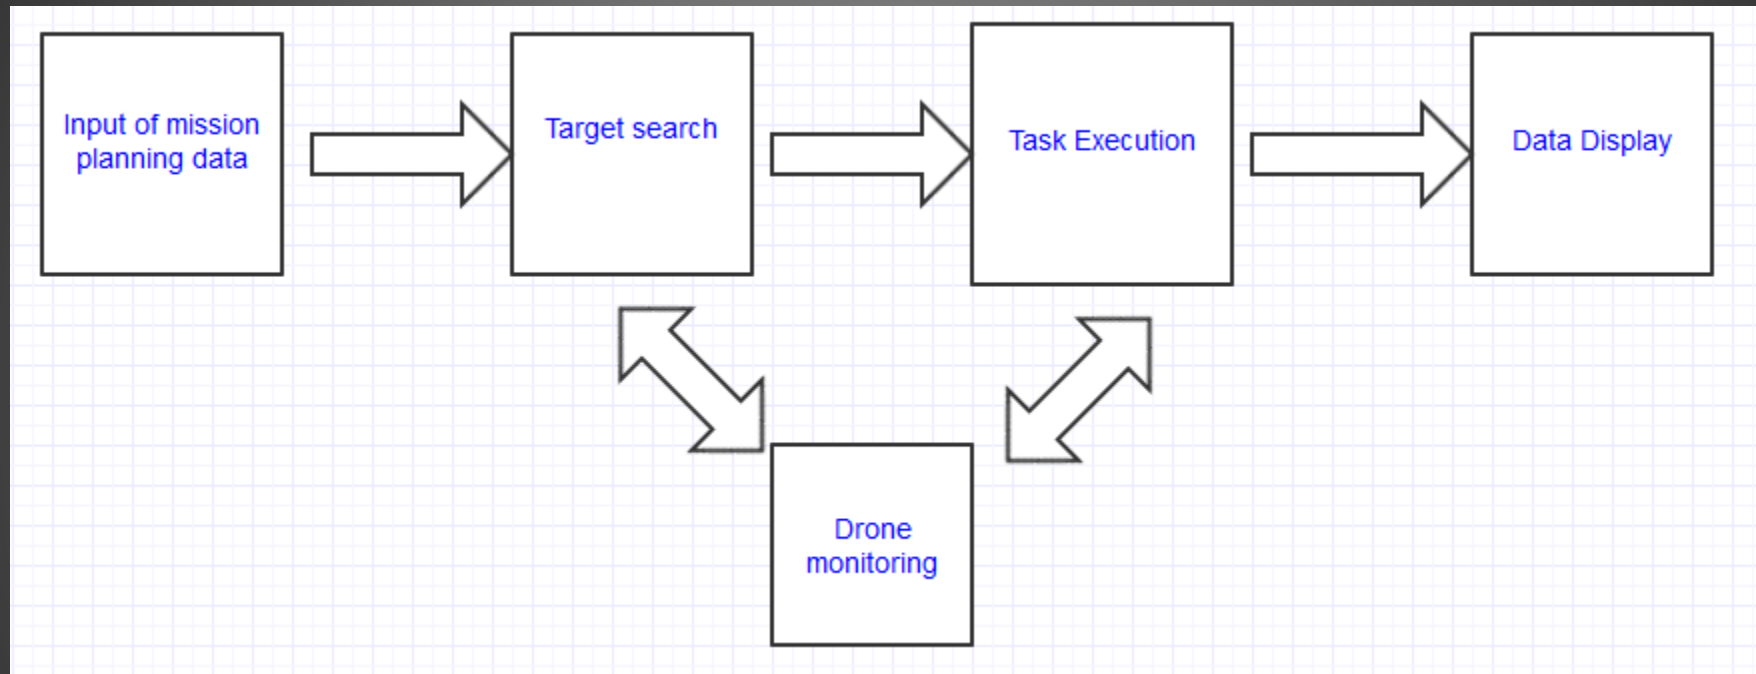 Input of mission
planning data
Target search
Task Execution
Data Display
Drone
monitoring